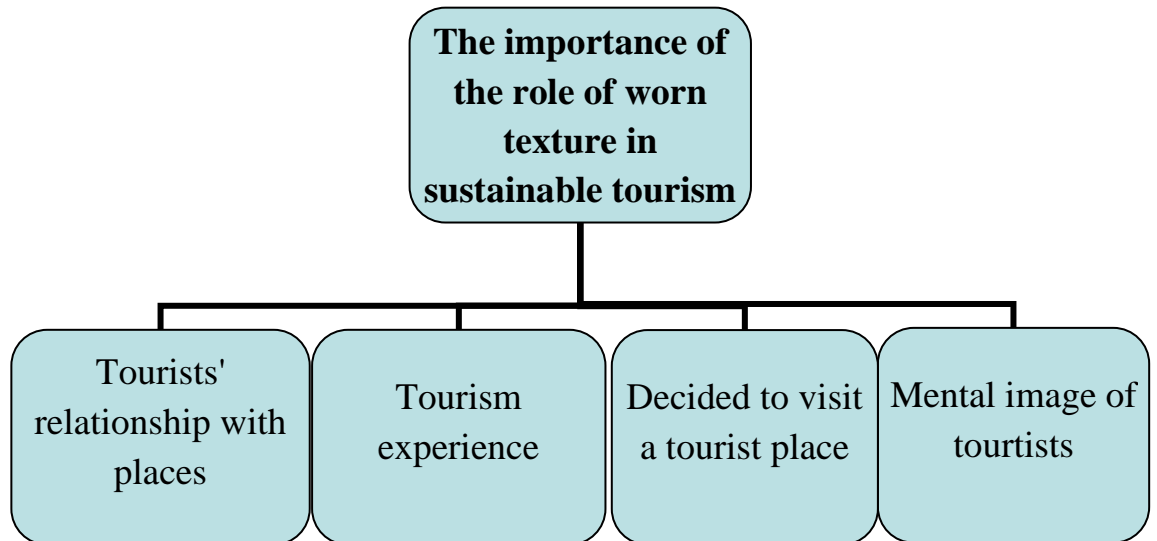 The importance of
the role of worn
texture in
sustainable tourism
Tourists'
relationship with
places
Tourism
experience
Decided to visit
a tourist place
Mental image of
tourtists